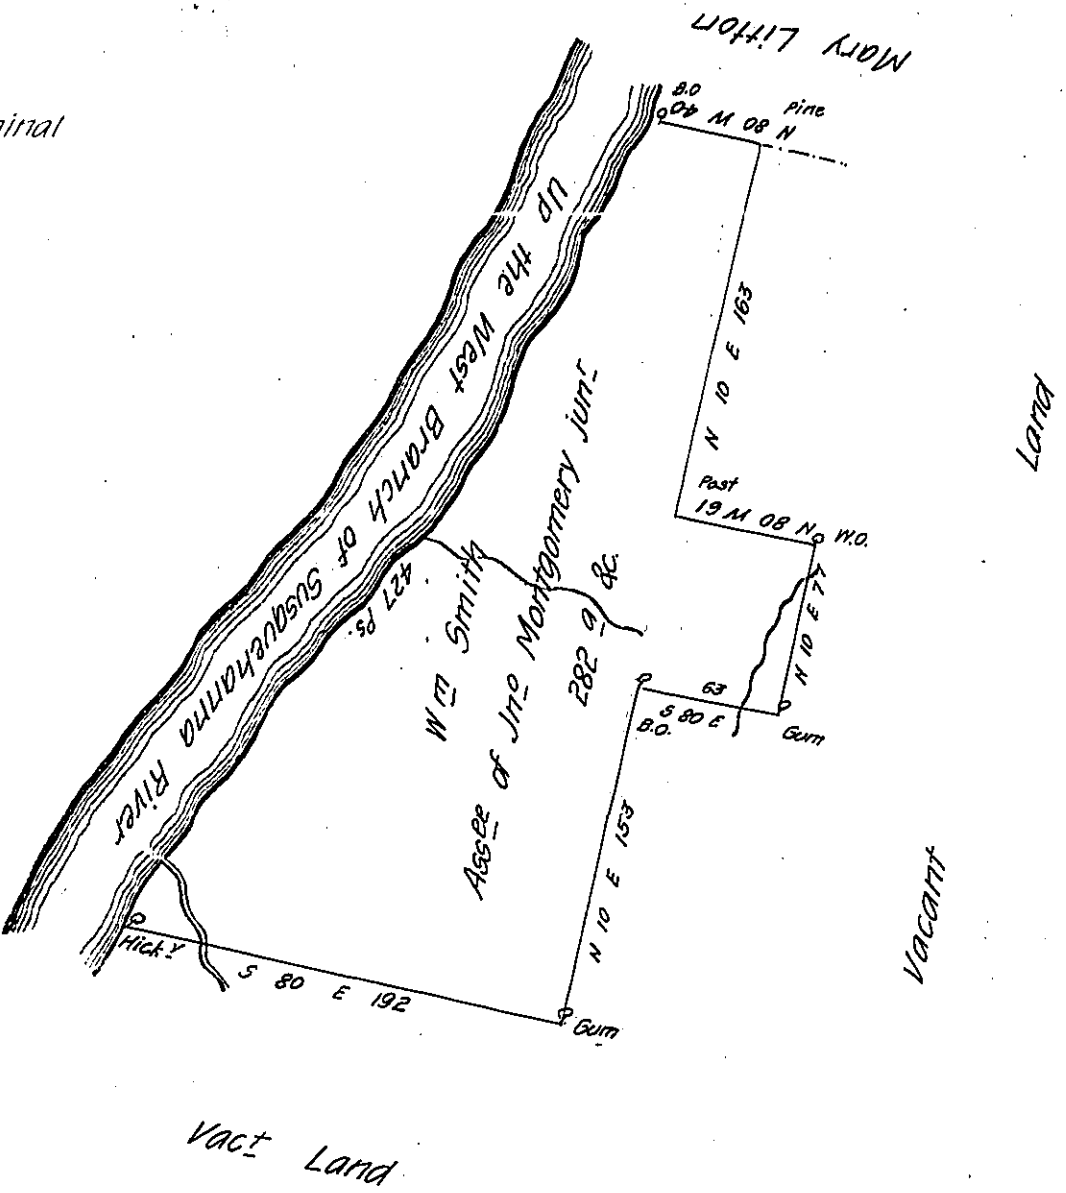 Mary Litton
B.O
N 80 W 40
Pine
Up the West Branch of Susquehanna River
N 10 E 163
Land
Post
N 80 W 61
W.O.
427 Ps.
Wm Smith
Assee of Jno Montgomery junr
282 a &c.
N 10 E 77
63
S 80 E
B.O.
Gum
N 10 E 153
Vacant
Hicky
S 80 E 192
Gum
Vact Land